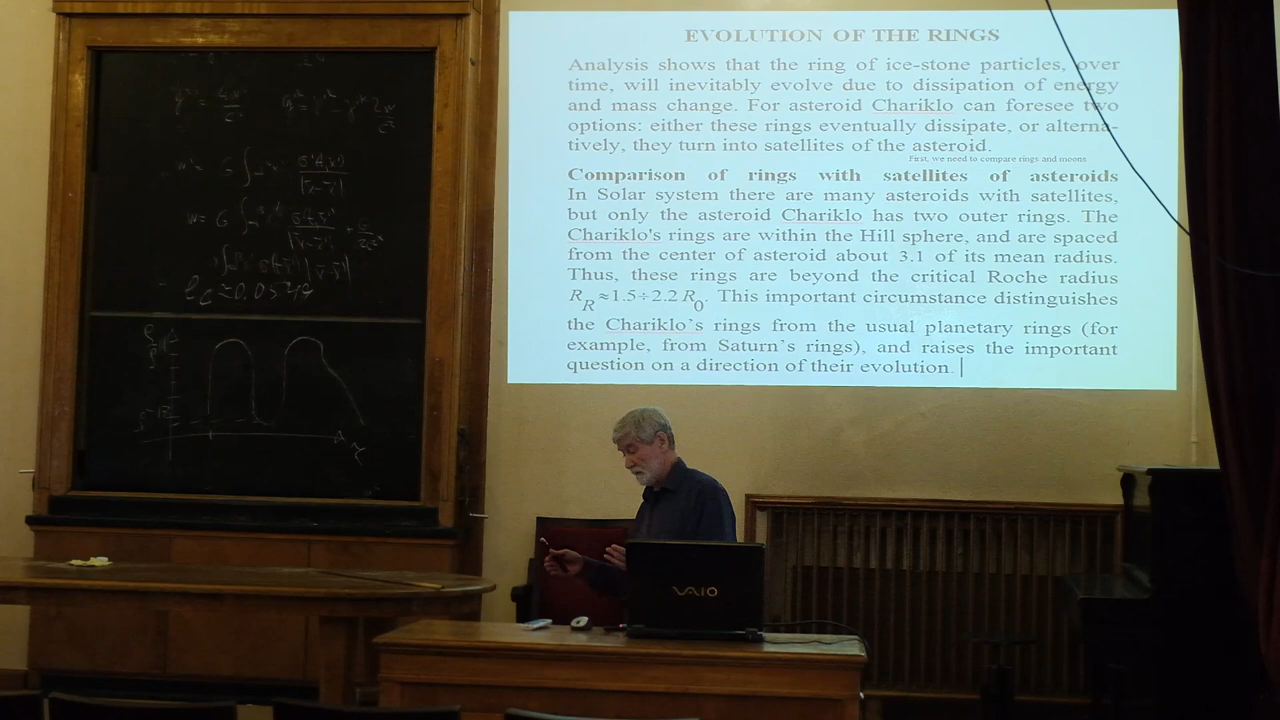 EVOLUTION OF THE RINGS
Analysis shows that the ring of ice-stone particles, over
time, will inevitably evolve due to dissipation of energy
and mass change. For asteroid Chariklo can foresee two
options: either these rings eventually dissipate, or alterna-
tively, they turn into satellites of the asteroid.
First, we need to compare rings and moons
Comparison of rings with satellites of asteroids
In Solar system there are many asteroids with satellites,
but only the asteroid Chariklo has two outer rings. The
Chariklo's rings are within the Hill sphere, and are spaced
from the center of asteroid about 3.1 of its mean radius.
Thus, these rings are beyond the critical Roche radius
R_R≈1.5÷2.2 R_0. This important circumstance distinguishes
the Chariklo's rings from the usual planetary rings (for
example, from Saturn's rings), and raises the important
question on a direction of their evolution.
VAIO